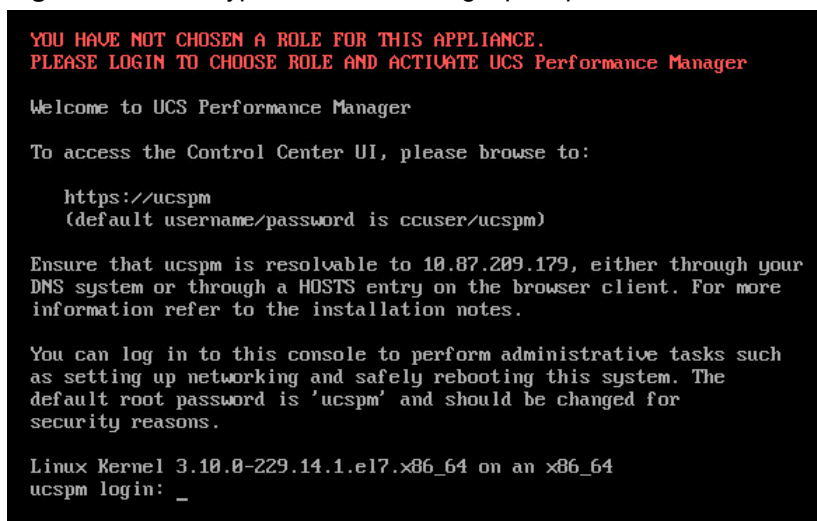 YOU HAVE NOT CHOSEN A ROLE FOR THIS APPLIANCE.
PLEASE LOGIN TO CHOOSE ROLE AND ACTIVATE UCS Performance Manager
Welcome to UCS Performance Manager
To access the Control Center UI, please browse to:
https://ucspm
(default username/password is ccuser/ucspm)
Ensure that ucspm is resolvable to 10.87.209.179, either through your
DNS system or through a HOSTS entry on the browser client. For more
information refer to the installation notes.
You can log in to this console to perform administrative tasks such
as setting up networking and safely rebooting this system. The
default root password is 'ucspm' and should be changed for
security reasons.
Linux Kernel 3.10.0-229.14.1.el7.x86_64 on an x86_64
ucspm login: _